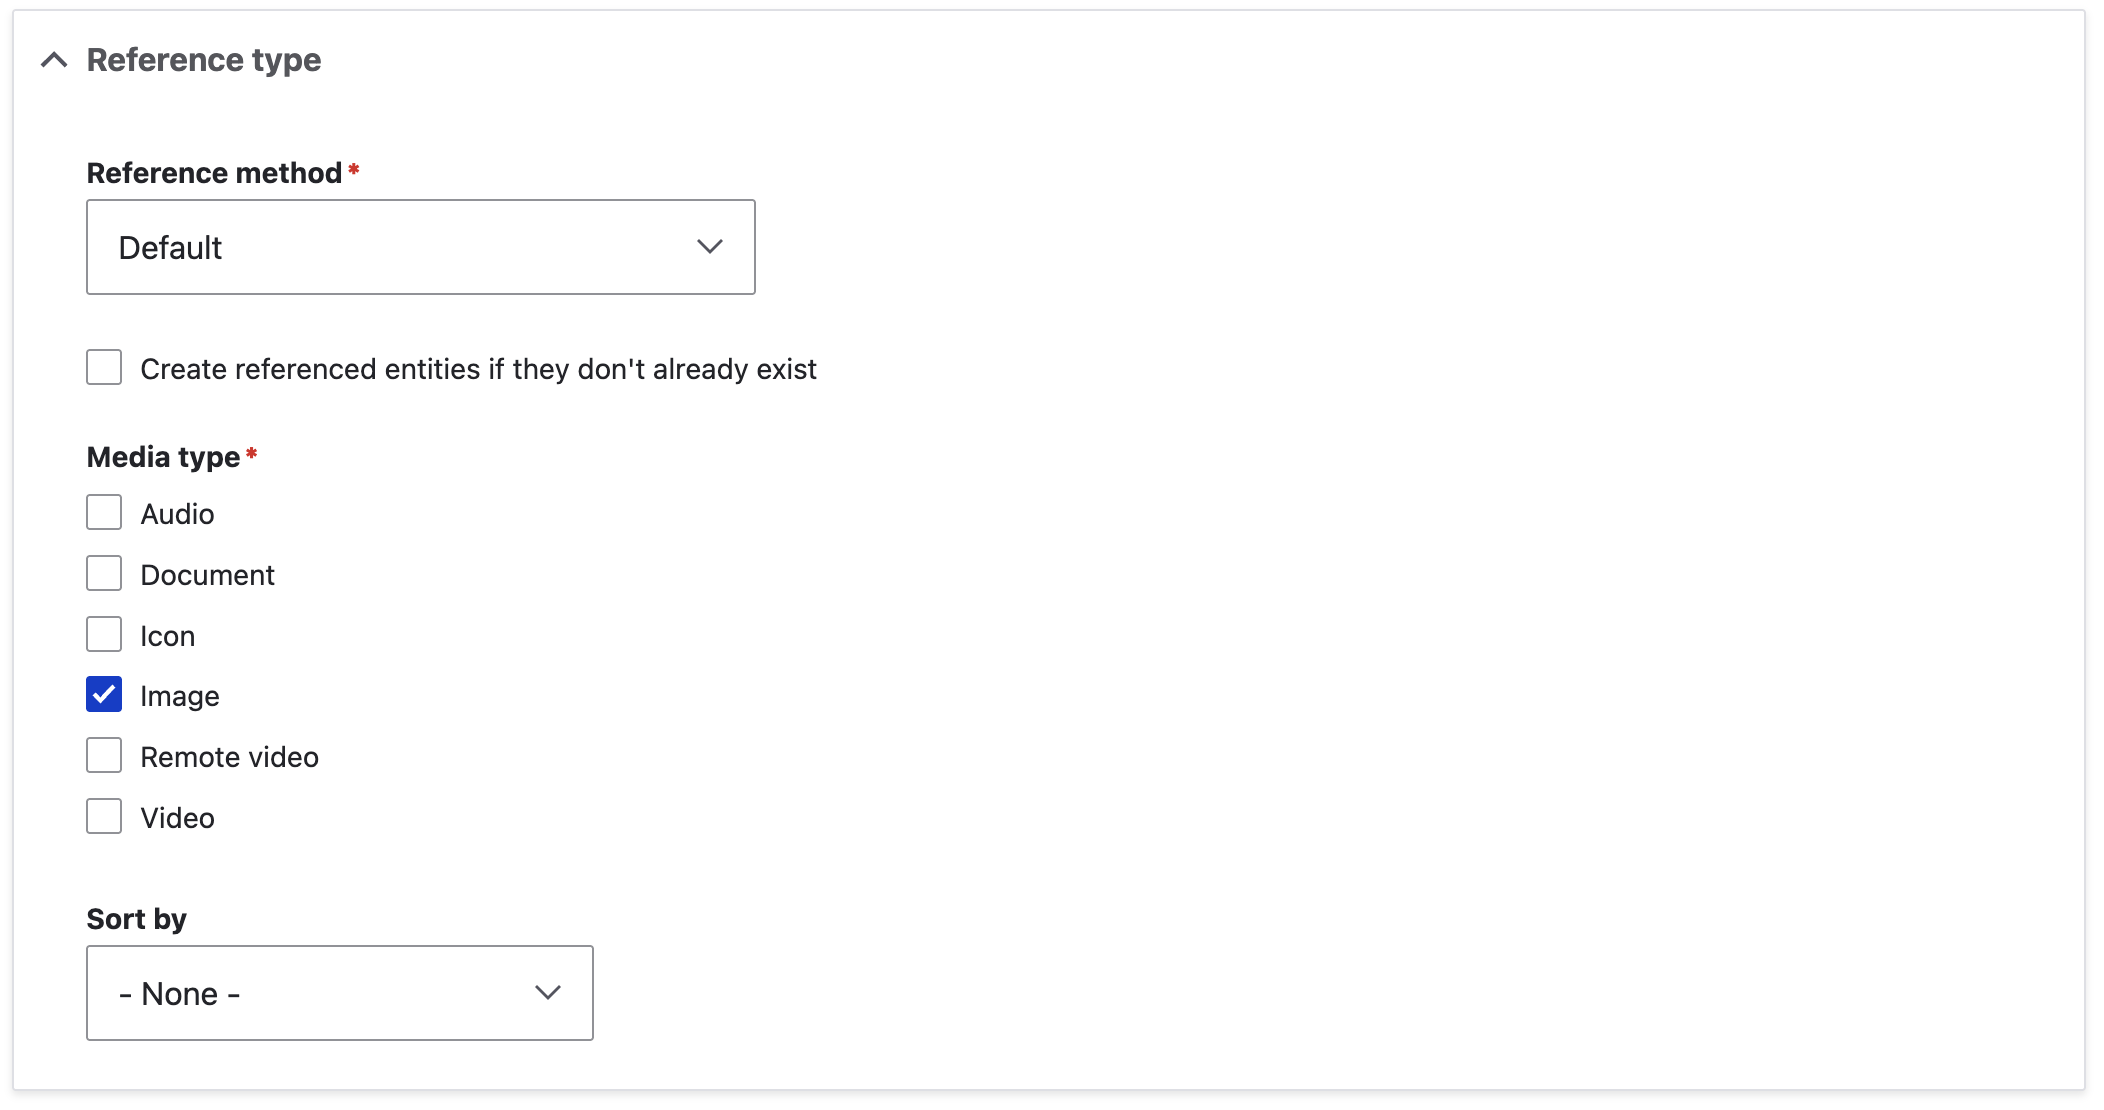 Reference type
Reference method*
Default
Create referenced entities if they don't already exist
Media type*
Audio
Document
Icon
Image
Remote video
Video
Sort by
- None -